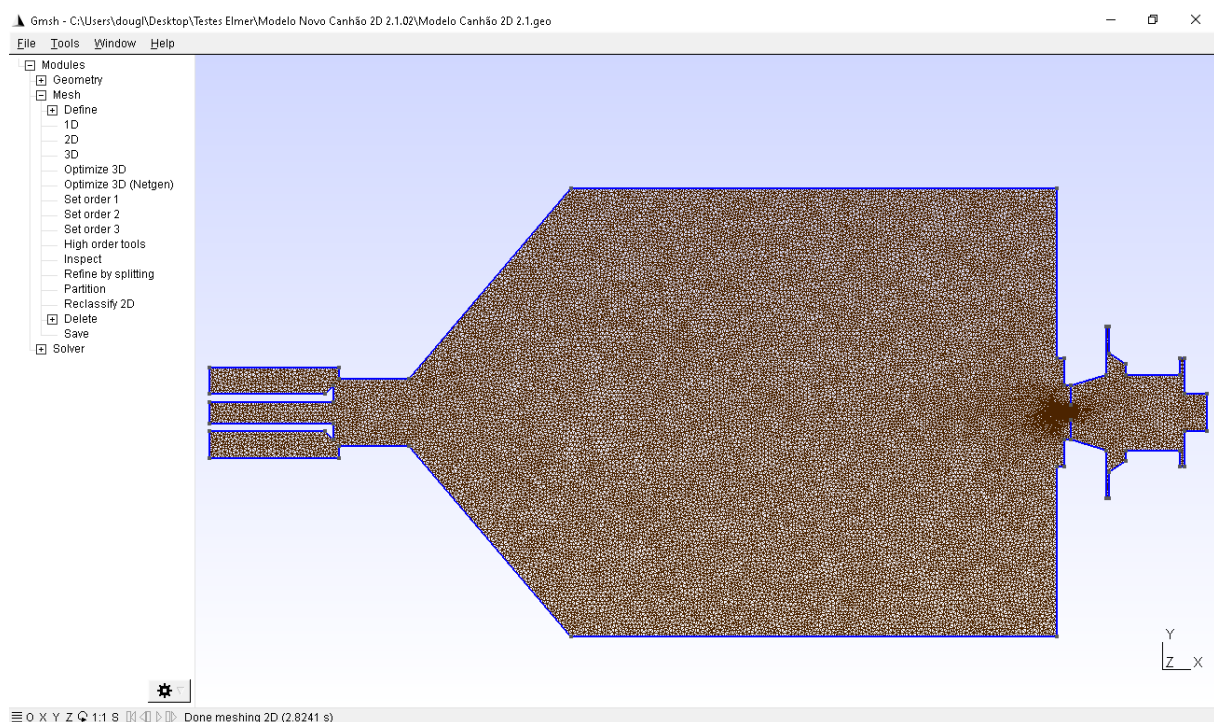 Gmsh - C:\Users\dougl\Desktop\Testes Elmer\Modelo Novo Canhão 2D 2.1.02\Modelo Canhão 2D 2.1.geo
File Tools Window Help
Modules
Geometry
Mesh
Define
1D
2D
3D
Optimize 3D
Optimize 3D (Netgen)
Set order 1
Set order 2
Set order 3
High order tools
Inspect
Refine by splitting
Partition
Reclassify 2D
Delete
Save
Solver
Y
Z X
O X Y Z 1:1 S Done meshing 2D (2.8241 s)